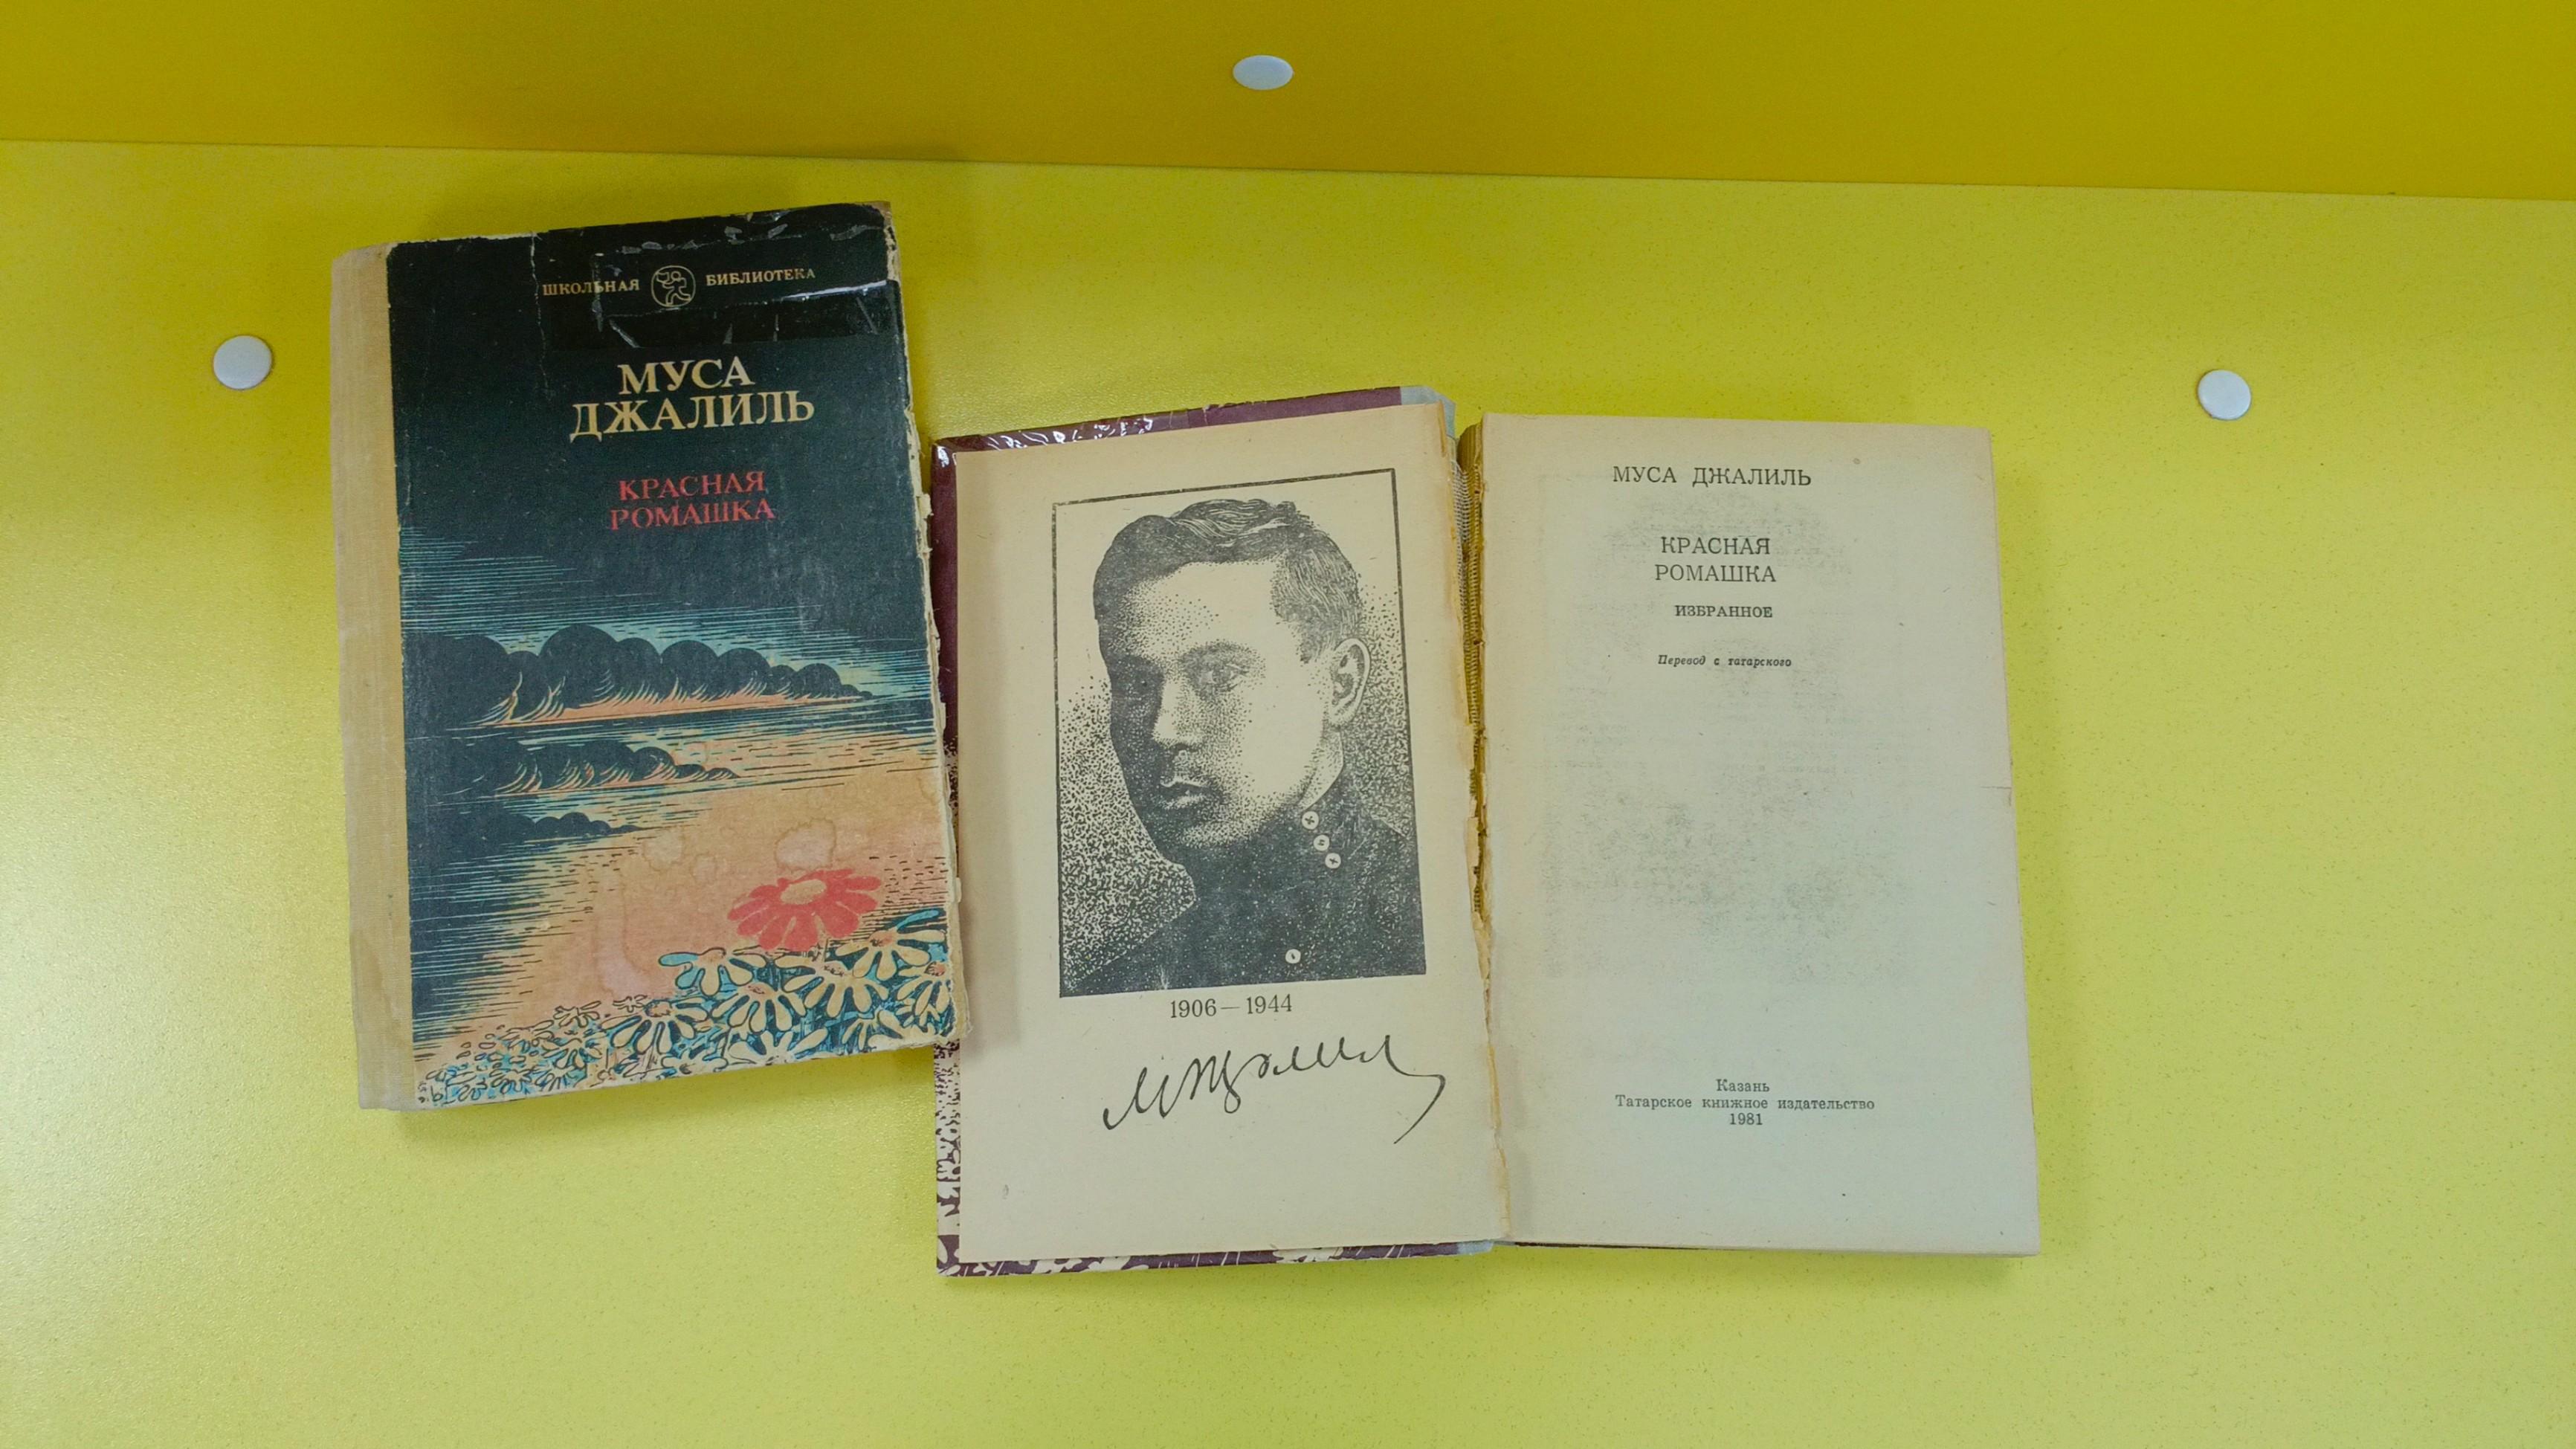 ШКОЛЬНАЯ БИБЛИОТЕКА
МУСА
ДЖАЛИЛЬ
КРАСНАЯ
РОМАШКА
1906—1944
МҖәлил
МУСА ДЖАЛИЛЬ
КРАСНАЯ
РОМАШКА
ИЗБРАННОЕ
Перевод с татарского
Казань
Татарское книжное издательство
1981